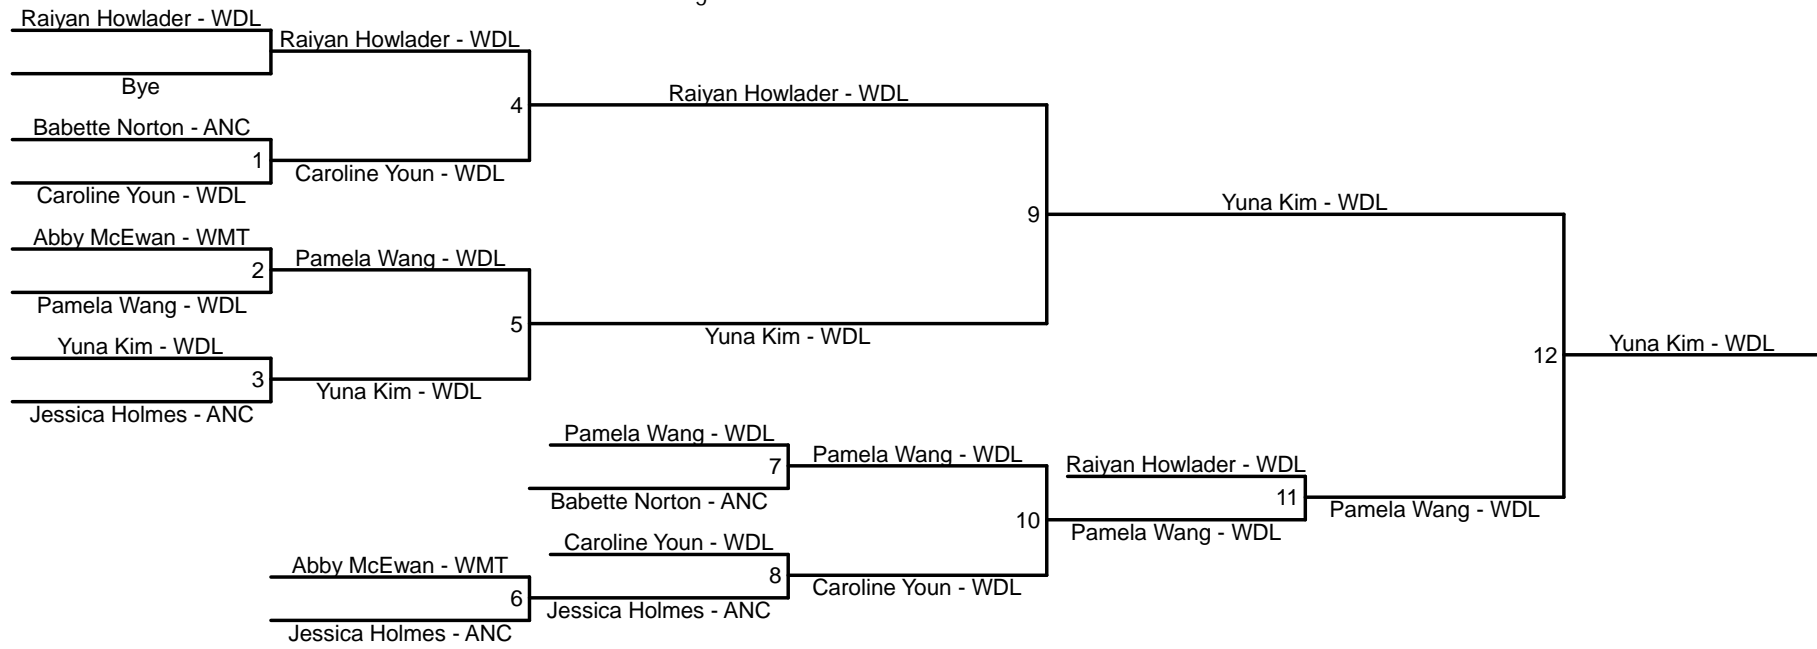 Raiyan Howlader - WDL
Raiyan Howlader - WDL
Bye
4
Raiyan Howlader - WDL
Babette Norton - ANC
1
Caroline Youn - WDL
Caroline Youn - WDL
9
Yuna Kim - WDL
Abby McEwan - WMT
2
Pamela Wang - WDL
Pamela Wang - WDL
5
Yuna Kim - WDL
Yuna Kim - WDL
3
Yuna Kim - WDL
Jessica Holmes - ANC
12
Yuna Kim - WDL
Pamela Wang - WDL
7
Pamela Wang - WDL
Babette Norton - ANC
10
Raiyan Howlader - WDL
11
Pamela Wang - WDL
Pamela Wang - WDL
Caroline Youn - WDL
8
Caroline Youn - WDL
Abby McEwan - WMT
6
Jessica Holmes - ANC
Jessica Holmes - ANC